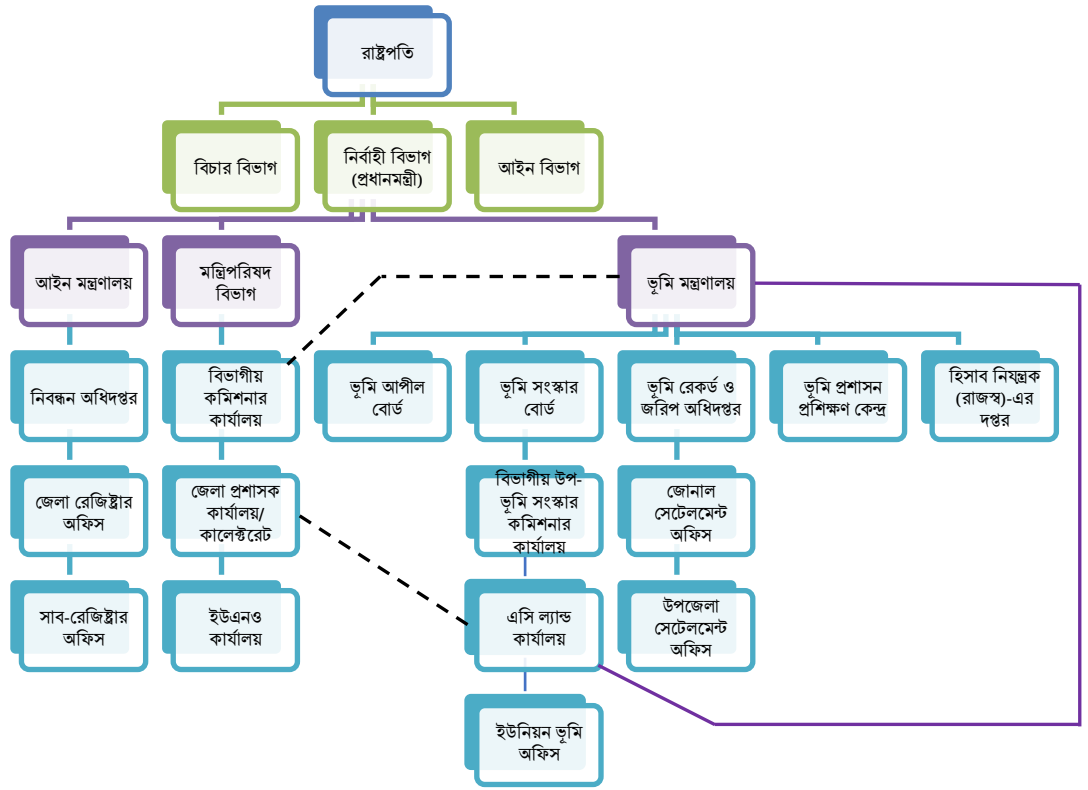 রাষ্ট্রপতি
বিচার বিভাগ
নির্বাহী বিভাগ
(প্রধানমন্ত্রী)
আইন বিভাগ
আইন মন্ত্রণালয়
মন্ত্রিপরিষদ
বিভাগ
ভূমি মন্ত্রণালয়
নিবন্ধন অধিদপ্তর
বিভাগীয়
কমিশনার
কার্যালয়
ভূমি আপীল
বোর্ড
ভূমি সংস্কার
বোর্ড
ভূমি রেকর্ড ও
জরিপ অধিদপ্তর
ভূমি প্রশাসন
প্রশিক্ষণ কেন্দ্র
হিসাব নিযন্ত্রক
(রাজস্ব)-এর
দপ্তর
জেলা রেজিষ্ট্রার
অফিস
জেলা প্রশাসক
কার্যালয়/
কালেক্টরেট
বিভাগীয় উপ-
ভূমি সংস্কার
কমিশনার
কার্যালয়
জোনাল
সেটেলমেন্ট
অফিস
সাব-রেজিষ্ট্রার
অফিস
ইউএনও
কার্যালয়
এসি ল্যান্ড
কার্যালয়
উপজেলা
সেটেলমেন্ট
অফিস
ইউনিয়ন ভূমি
অফিস